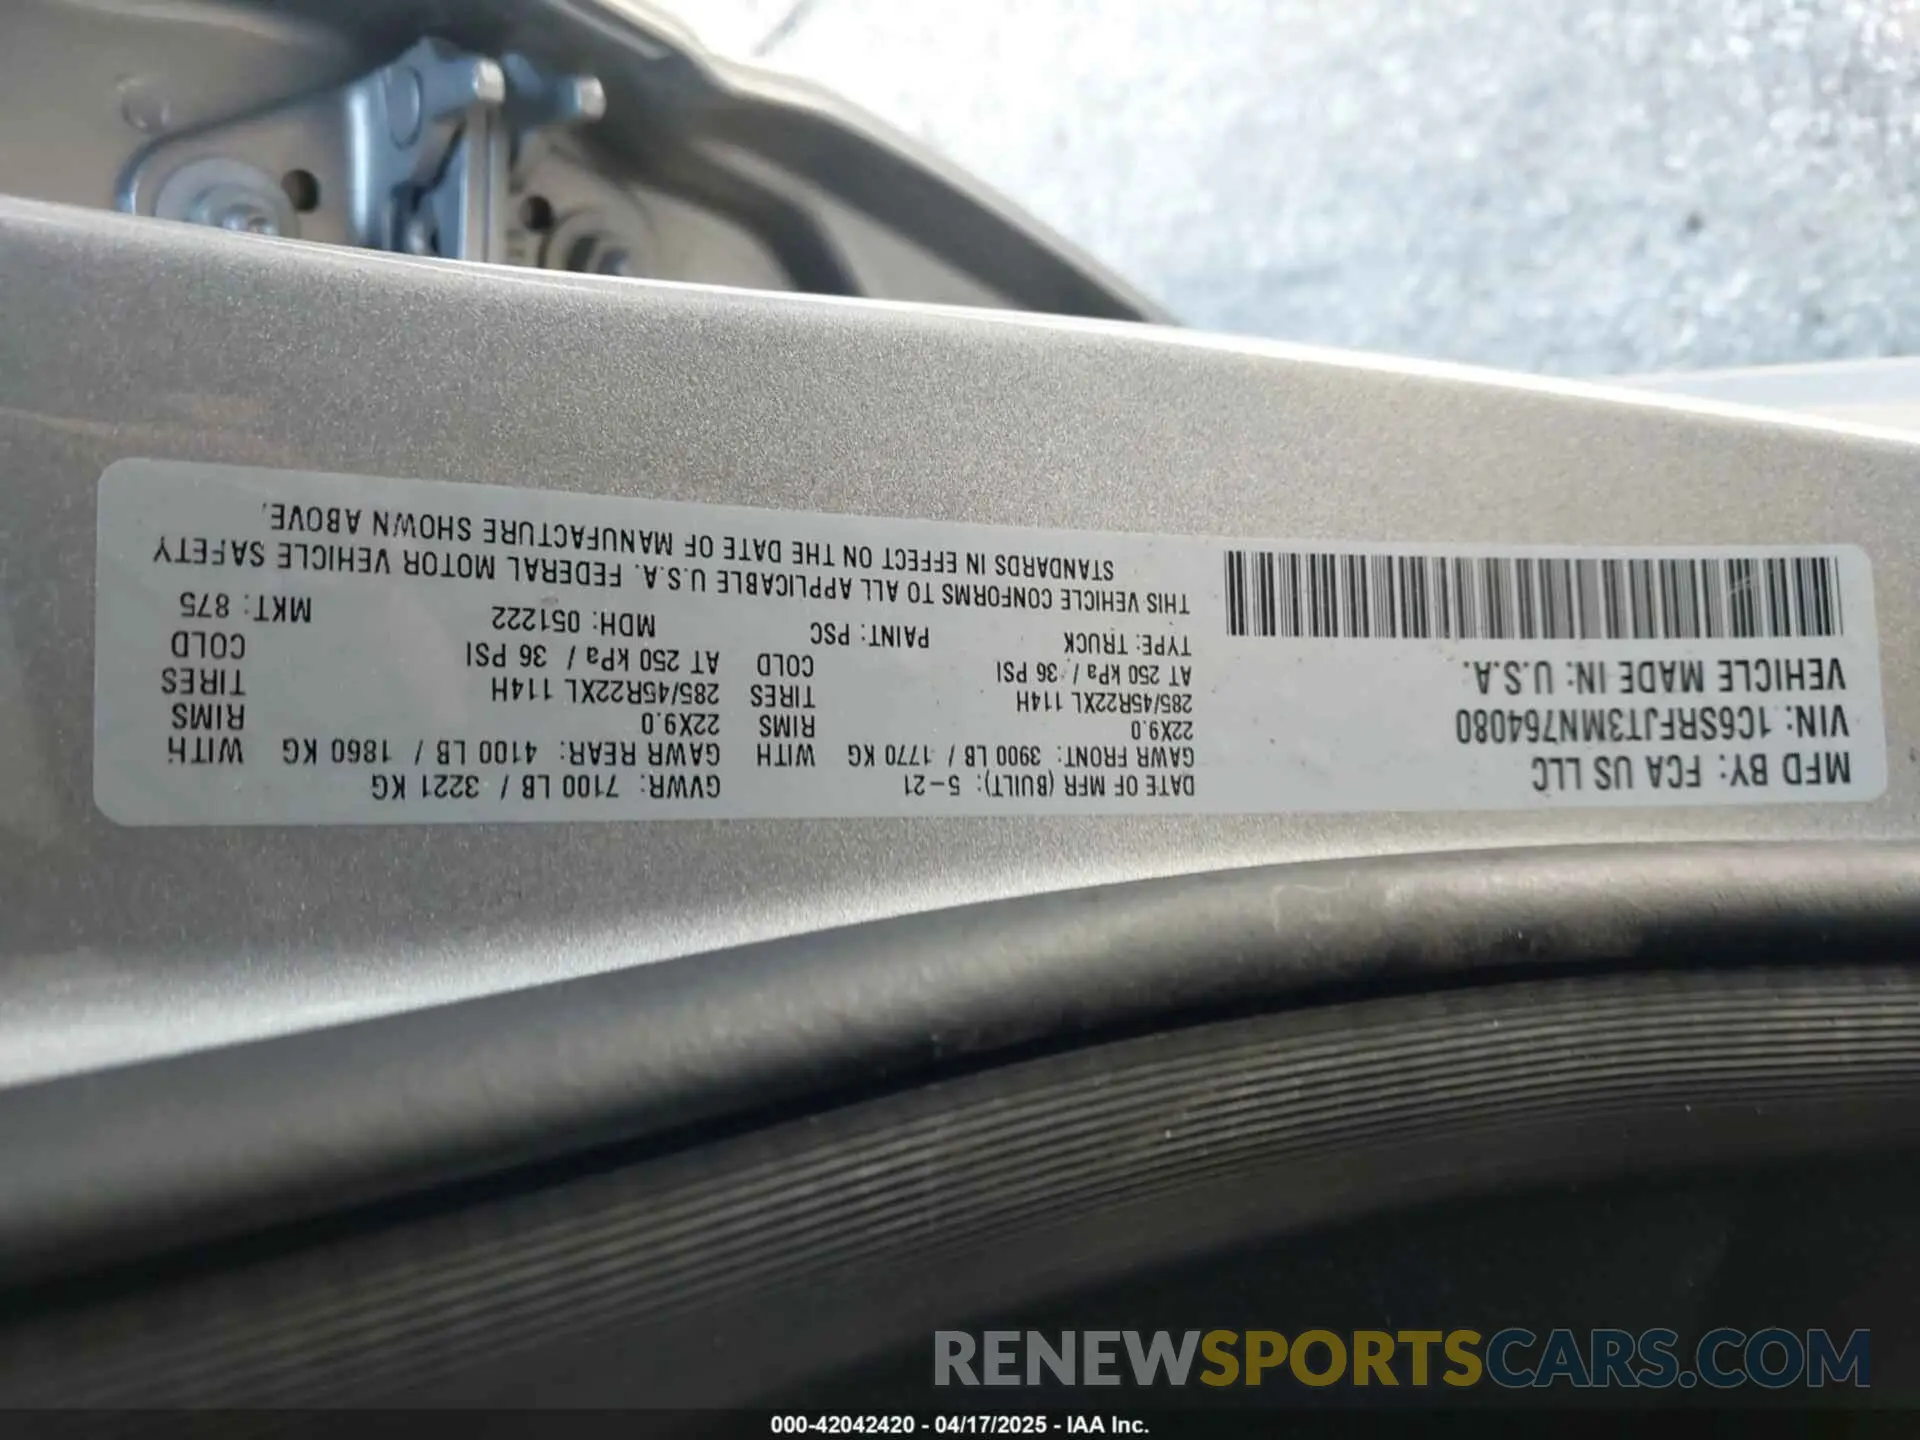 MFD BY: FCA US LLC
VIN: 1C6SRFJT3MN764080
VEHICLE MADE IN: U.S.A.
DATE OF MFR (BUILT): 5-21 GVWR: 7100 LB / 3221 KG
GAWR FRONT: 3900 LB / 1770 KG WITH GAWR REAR: 4100 LB / 1860 KG WITH
22X9.0 RIMS 22X9.0 RIMS
285/45R22XL 114H TIRES 285/45R22XL 114H TIRES
AT 250 kPa / 36 PSI COLD AT 250 kPa / 36 PSI COLD
TYPE: TRUCK PAINT: PSC MDH: 051222 MKT: 875
THIS VEHICLE CONFORMS TO ALL APPLICABLE U.S.A. FEDERAL MOTOR VEHICLE SAFETY
STANDARDS IN EFFECT ON THE DATE OF MANUFACTURE SHOWN ABOVE.
RENEWSPORTSCARS.COM
000-42042420 - 04/17/2025 - IAA Inc.